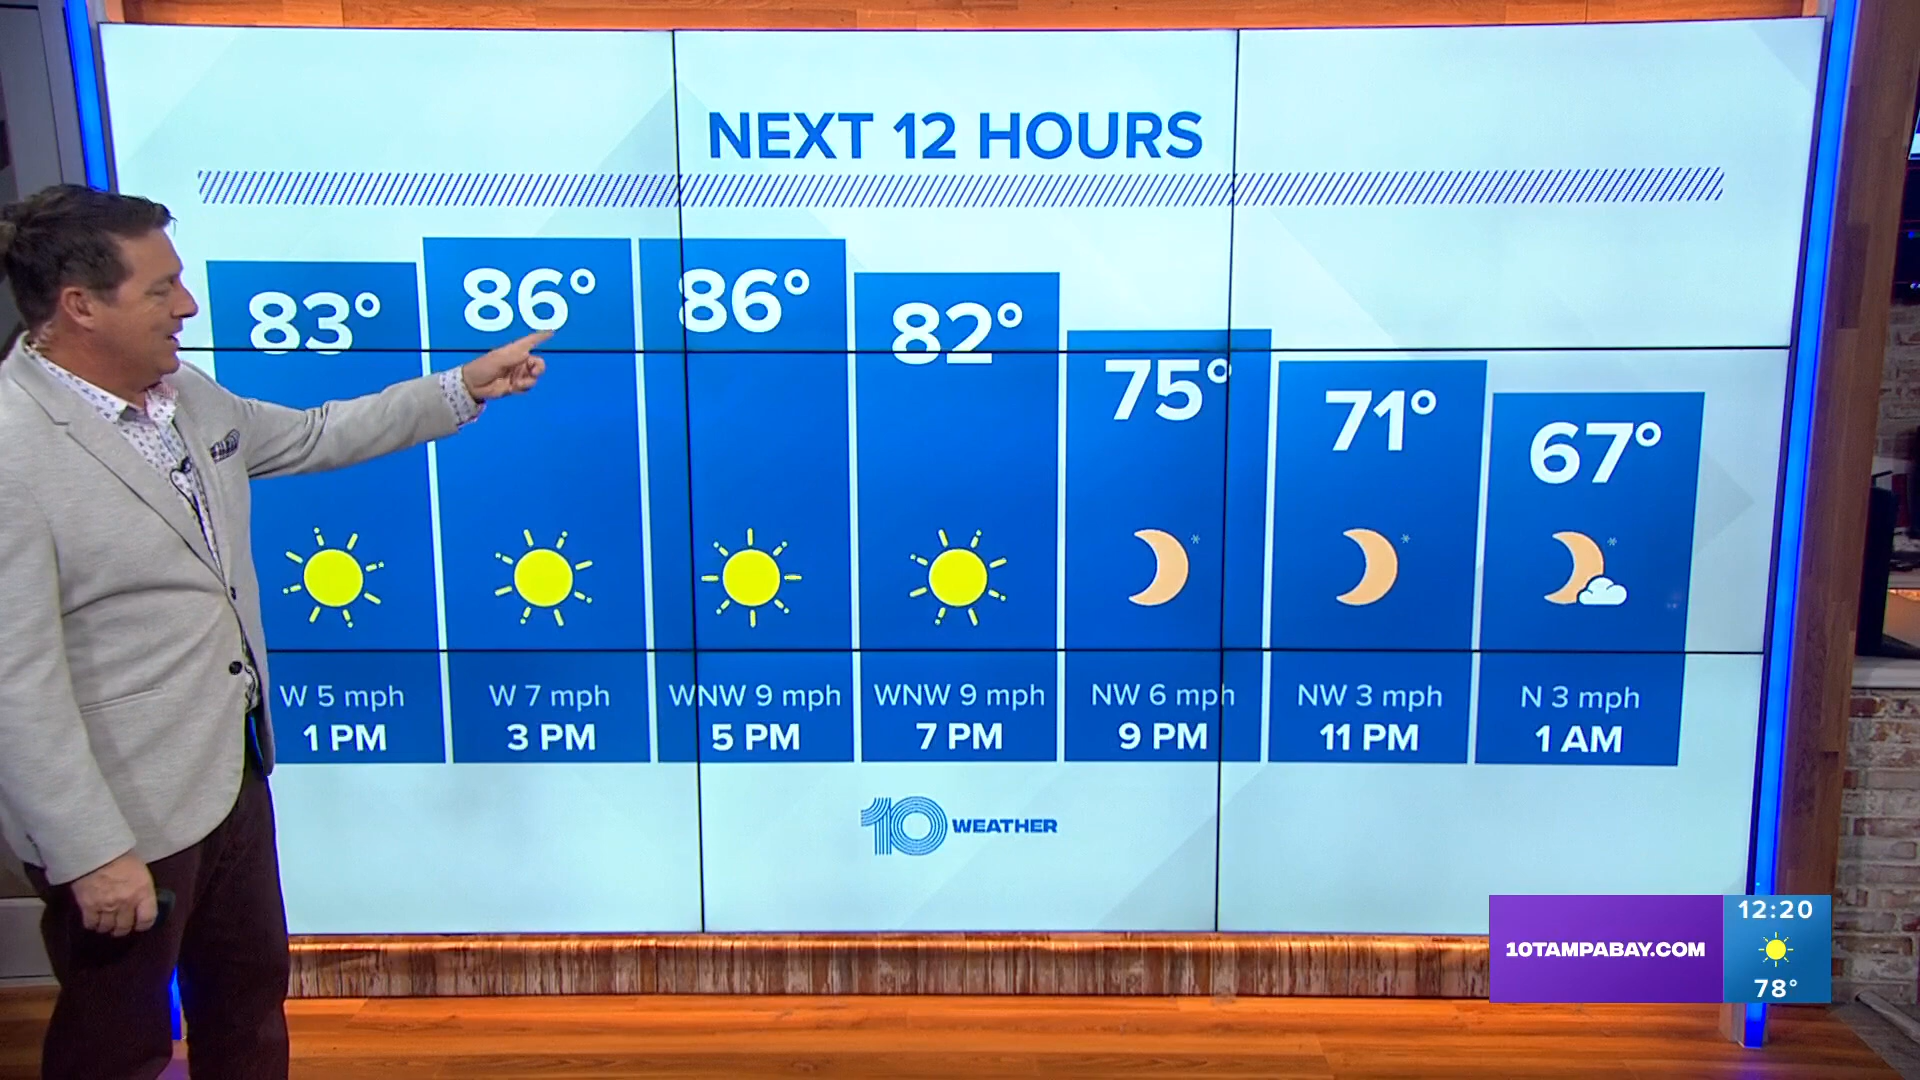 NEXT 12 HOURS
83° 86° 86° 82° 75° 71° 67°
W 5 mph W 7 mph WNW 9 mph WNW 9 mph NW 6 mph NW 3 mph N 3 mph
1 PM 3 PM 5 PM 7 PM 9 PM 11 PM 1 AM
10 WEATHER
10TAMPABAY.COM
12:20
78°